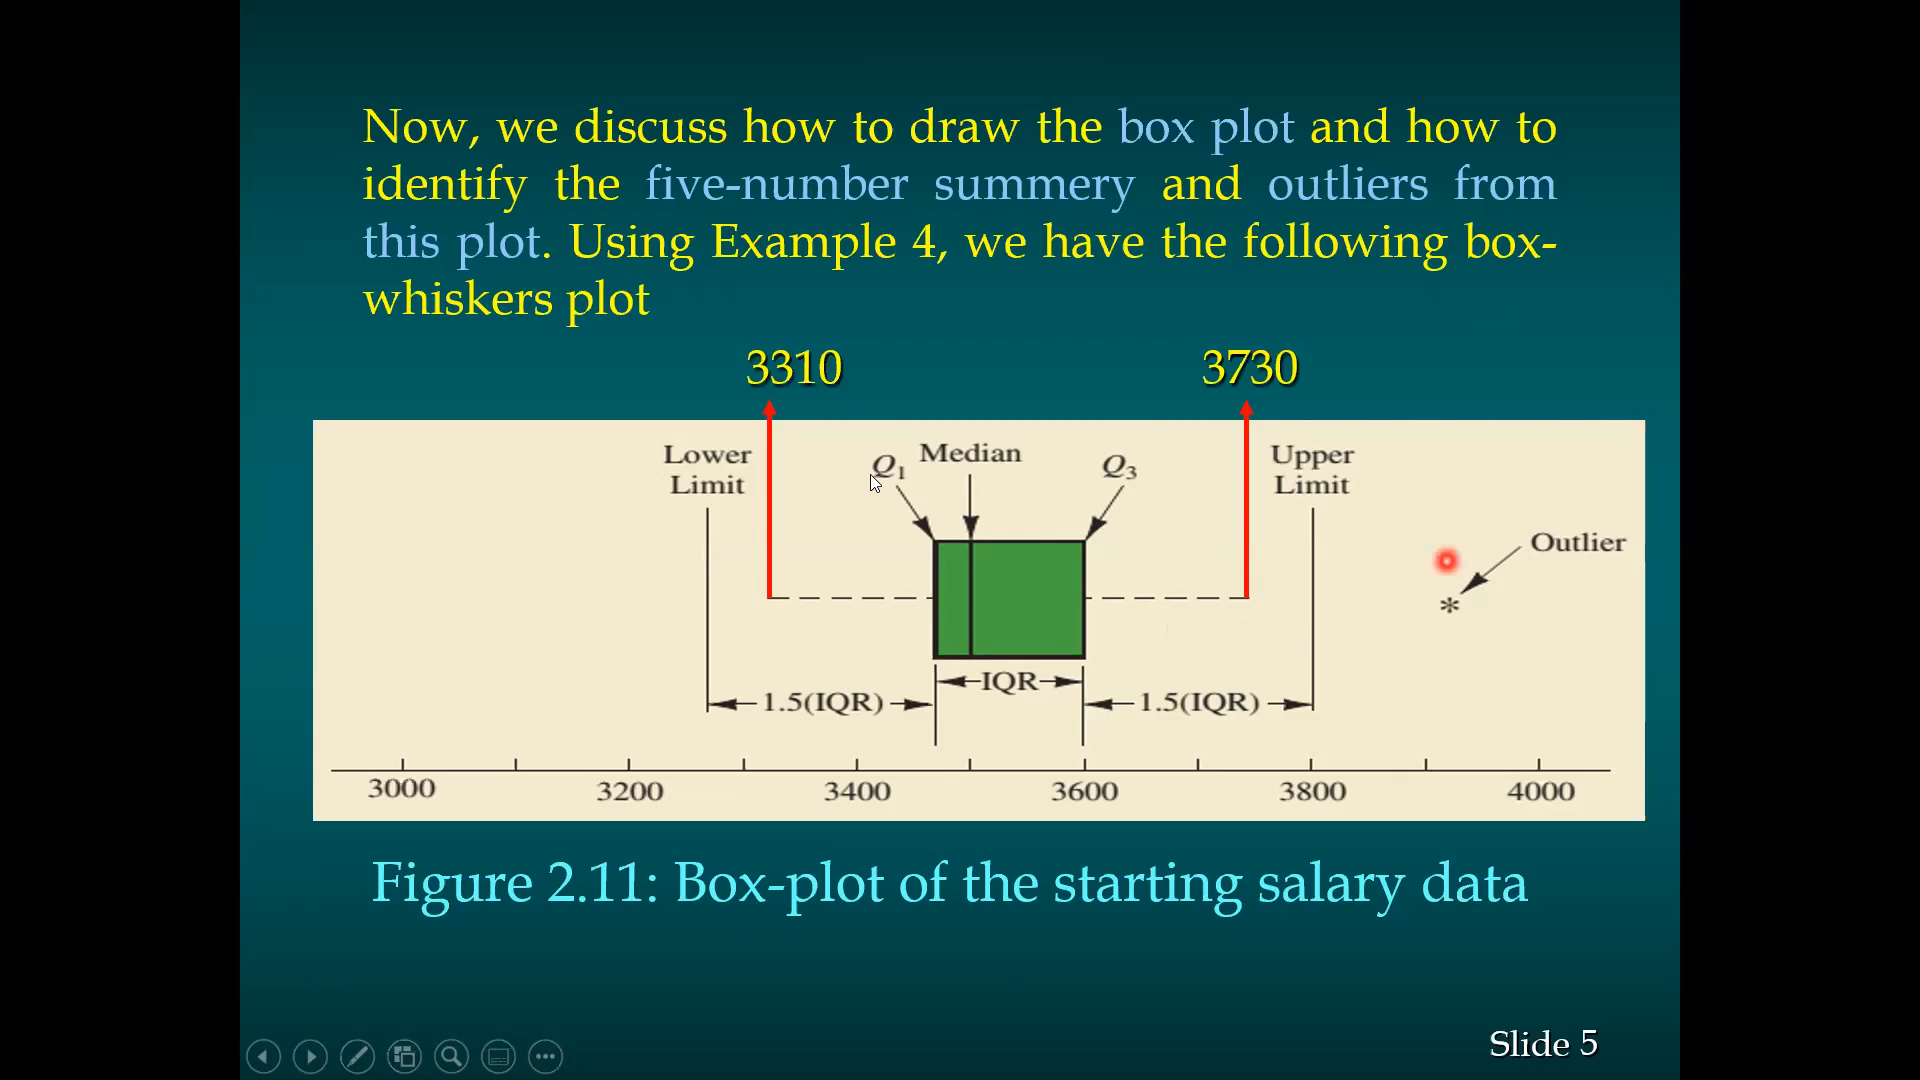 Now, we discuss how to draw the box plot and how to
identify the five-number summery and outliers from
this plot. Using Example 4, we have the following box-
whiskers plot
3310 3730
Lower Limit
Q1
Median
Q3
Upper Limit
Outlier
IQR
1.5(IQR) 1.5(IQR)
3000 3200 3400 3600 3800 4000
*
Figure 2.11: Box-plot of the starting salary data
Slide 5